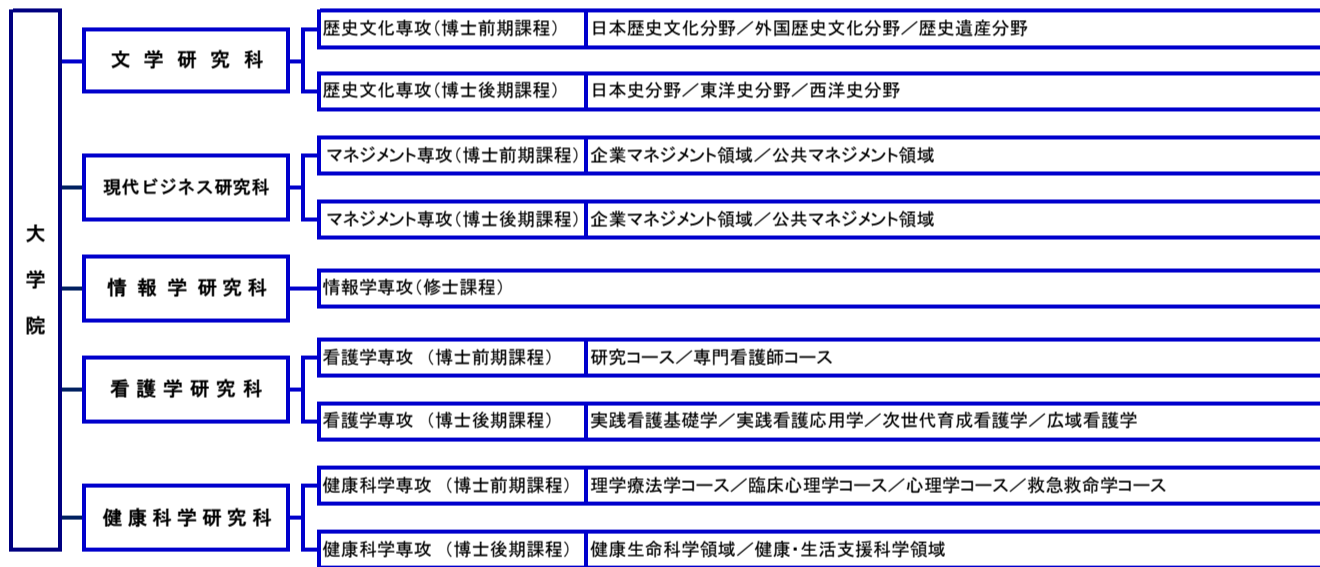 大学院
文学研究科
歴史文化専攻(博士前期課程) 日本歴史文化分野／外国歴史文化分野／歴史遺産分野
歴史文化専攻(博士後期課程) 日本史分野／東洋史分野／西洋史分野
現代ビジネス研究科
マネジメント専攻(博士前期課程) 企業マネジメント領域／公共マネジメント領域
マネジメント専攻(博士後期課程) 企業マネジメント領域／公共マネジメント領域
情報学研究科
情報学専攻(修士課程)
看護学研究科
看護学専攻 (博士前期課程) 研究コース／専門看護師コース
看護学専攻 (博士後期課程) 実践看護基礎学／実践看護応用学／次世代育成看護学／広域看護学
健康科学研究科
健康科学専攻 (博士前期課程) 理学療法学コース／臨床心理学コース／心理学コース／救急救命学コース
健康科学専攻 (博士後期課程) 健康生命科学領域／健康・生活支援科学領域